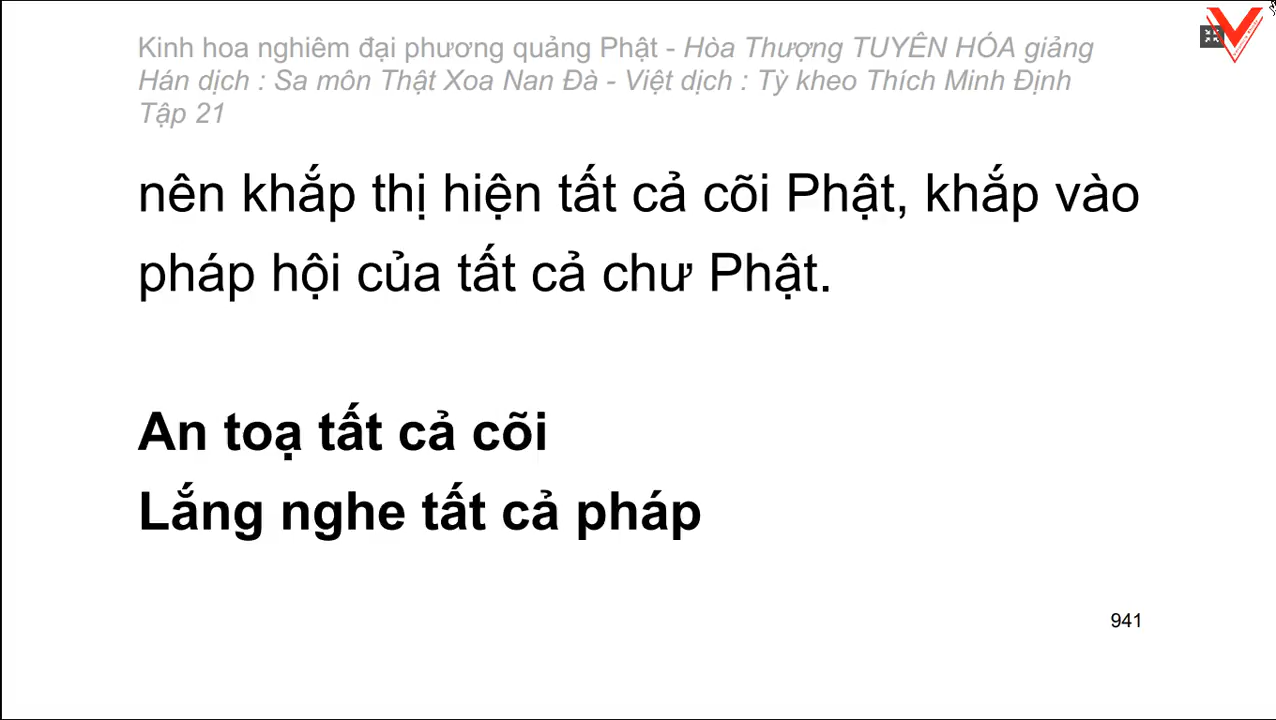 Kinh hoa nghiêm đại phương quảng Phật - Hòa Thượng TUYÊN HÓA giảng
Hán dịch : Sa môn Thật Xoa Nan Đà - Việt dịch : Tỳ kheo Thích Minh Định
Tập 21
nên khắp thị hiện tất cả cõi Phật, khắp vào
pháp hội của tất cả chư Phật.
An toạ tất cả cõi
Lắng nghe tất cả pháp
941